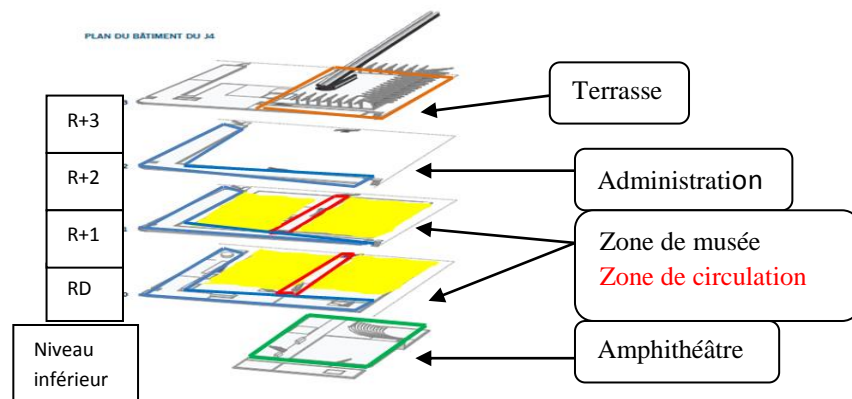 PLAN DU BÂTIMENT DU J4
R+3
R+2
R+1
RD
Niveau
inférieur
Terrasse
Administration
Zone de musée
Zone de circulation
Amphithéâtre